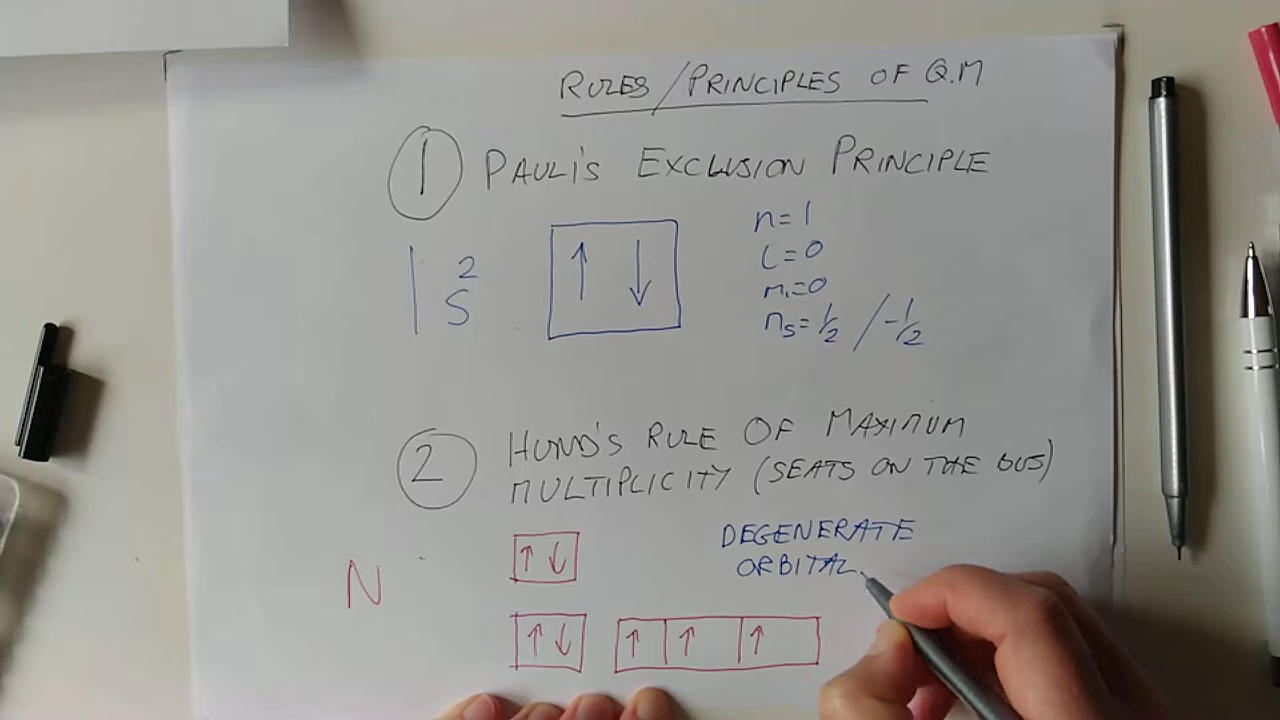 RULES/PRINCIPLES OF Q.M
1 PAULI'S EXCLUSION PRINCIPLE
1s² ↑ ↓
n=1
l=0
ml=0
ms=1/2 / -1/2
2 HUND'S RULE OF MAXIMUM
MULTIPLICITY (SEATS ON THE BUS)
↑ ↓
DEGENERATE
ORBITAL
N
↑ ↓ ↑ ↑ ↑